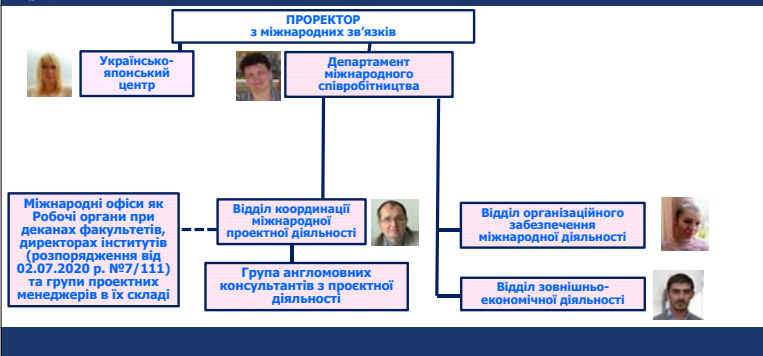 ПРОРЕКТОР
з міжнародних зв’язків
Українсько-
японський
центр
Департамент
міжнародного
співробітництва
Міжнародні офіси як
Робочі органи при
деканах факультетів,
директорах інститутів
(розпорядження від
02.07.2020 р. №7/111)
та групи проектних
менеджерів в їх складі
Відділ координації
міжнародної
проектної діяльності
Група англомовних
консультантів з проєктної
діяльності
Відділ організаційного
забезпечення
міжнародної діяльності
Відділ зовнішньо-
економічної діяльності